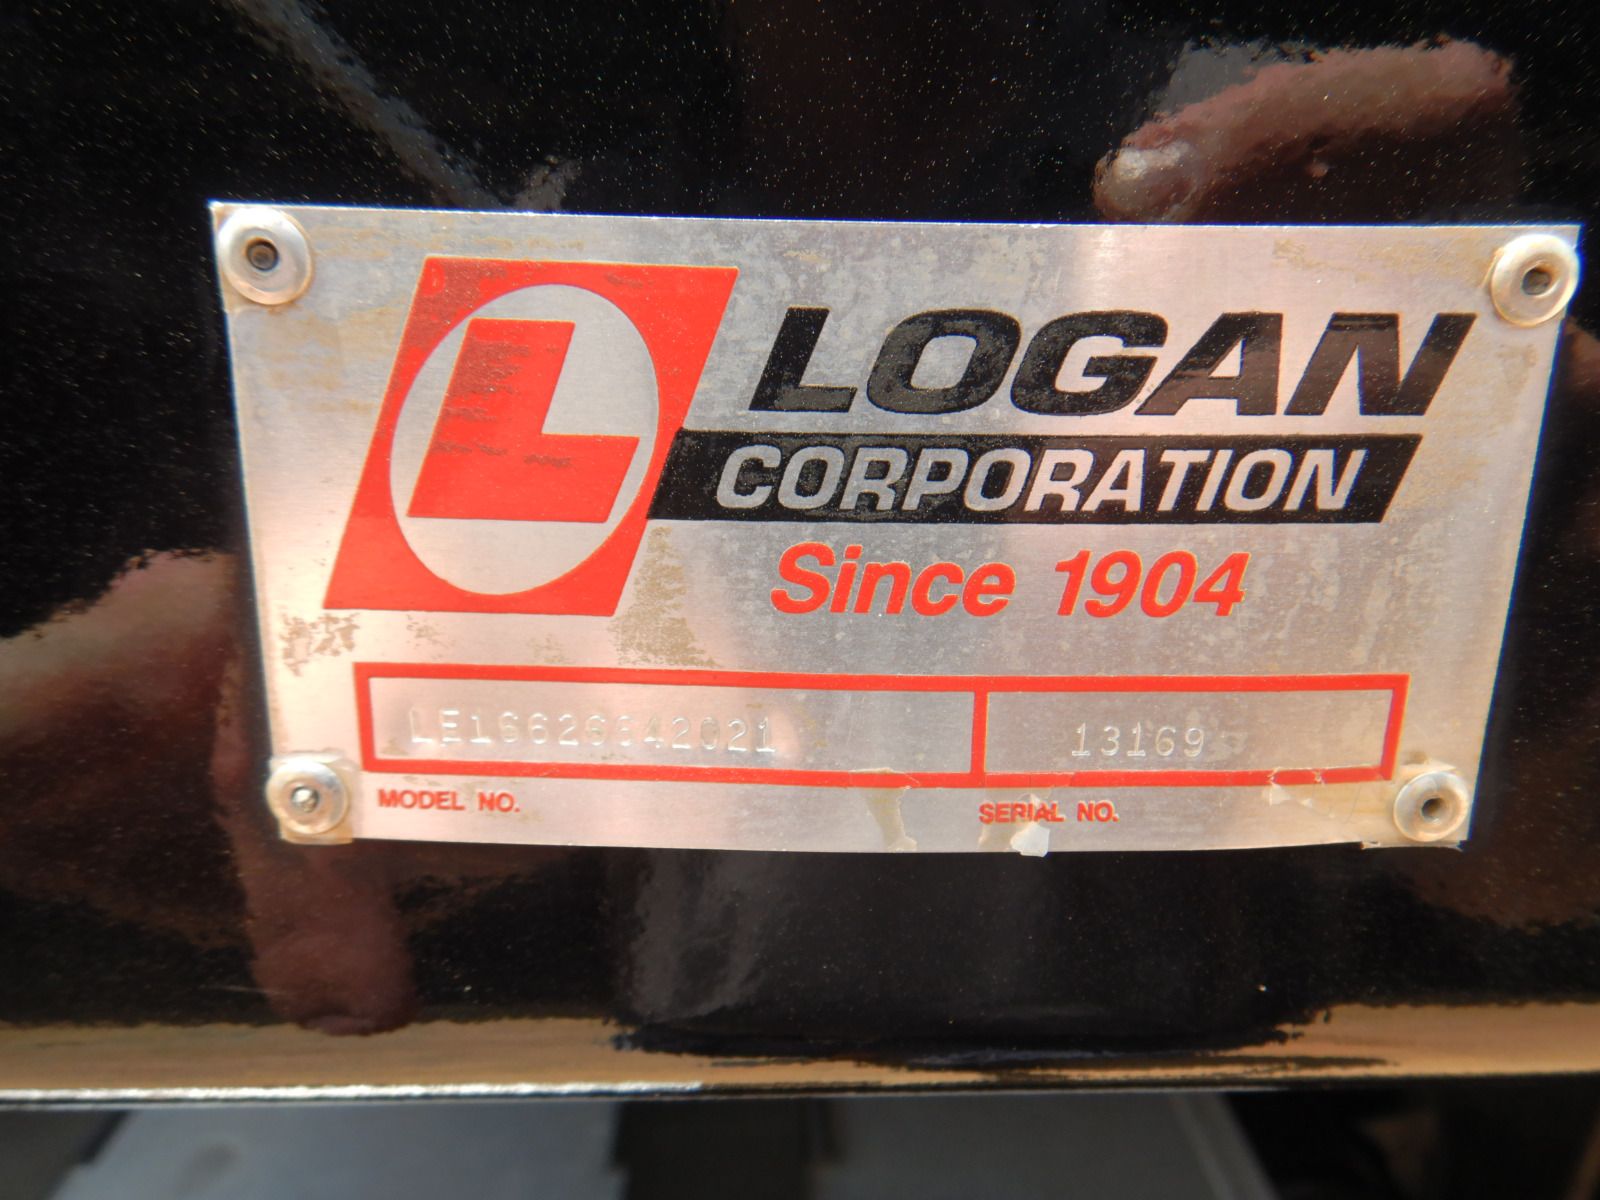 L
LOGAN
CORPORATION
Since 1904
LE16626642021
13169
MODEL NO.
SERIAL NO.